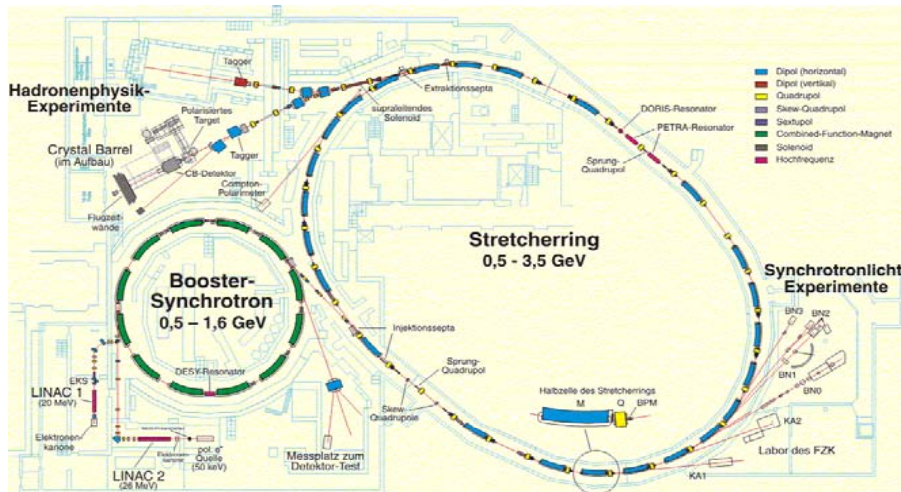 Hadronenphysik-
Experimente
Tagger
Polarisiertes
Target
Crystal Barrel
(im Aufbau)
CB-Detektor
Tagger
Flugzeit
wände
Compton-
Polarimeter
supraleitendes
Solenoid
Extraktionssepta
DORIS-Resonator
PETRA-Resonator
Sprung-
Quadrupol
Dipol (horizontal)
Dipol (vertikal)
Quadrupol
Skew-Quadrupol
Sextupol
Combined-Function-Magnet
Solenoid
Hochfrequenz
Stretcherring
0,5 - 3,5 GeV
Booster-
Synchrotron
0,5 – 1,6 GeV
DESY-Resonator
Injektionssepta
Sprung-
Quadrupol
Skew-
Quadrupole
Synchrotronlicht
Experimente
BN3
BN2
BN1
BN0
KA2
Labor des FZK
KA1
Halbzelle des Stretcherrings
M
Q
BPM
EKS
LINAC 1
(20 MeV)
Elektronen-
kanone
LINAC 2
(26 MeV)
pol. e⁻
Quelle
(50 keV)
Messplatz zum
Detektor-Test